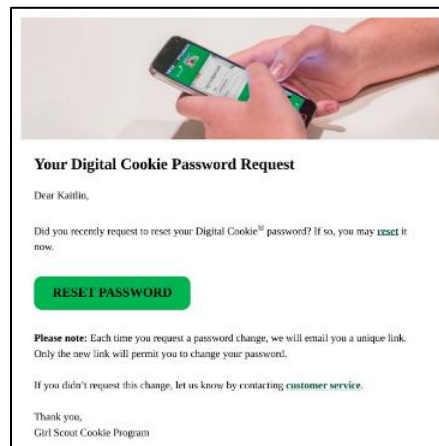 Your Digital Cookie Password Request
Dear Kaitlin,
Did you recently request to reset your Digital Cookie® password? If so, you may reset it
now.
RESET PASSWORD
Please note: Each time you request a password change, we will email you a unique link.
Only the new link will permit you to change your password.
If you didn't request this change, let us know by contacting customer service.
Thank you,
Girl Scout Cookie Program